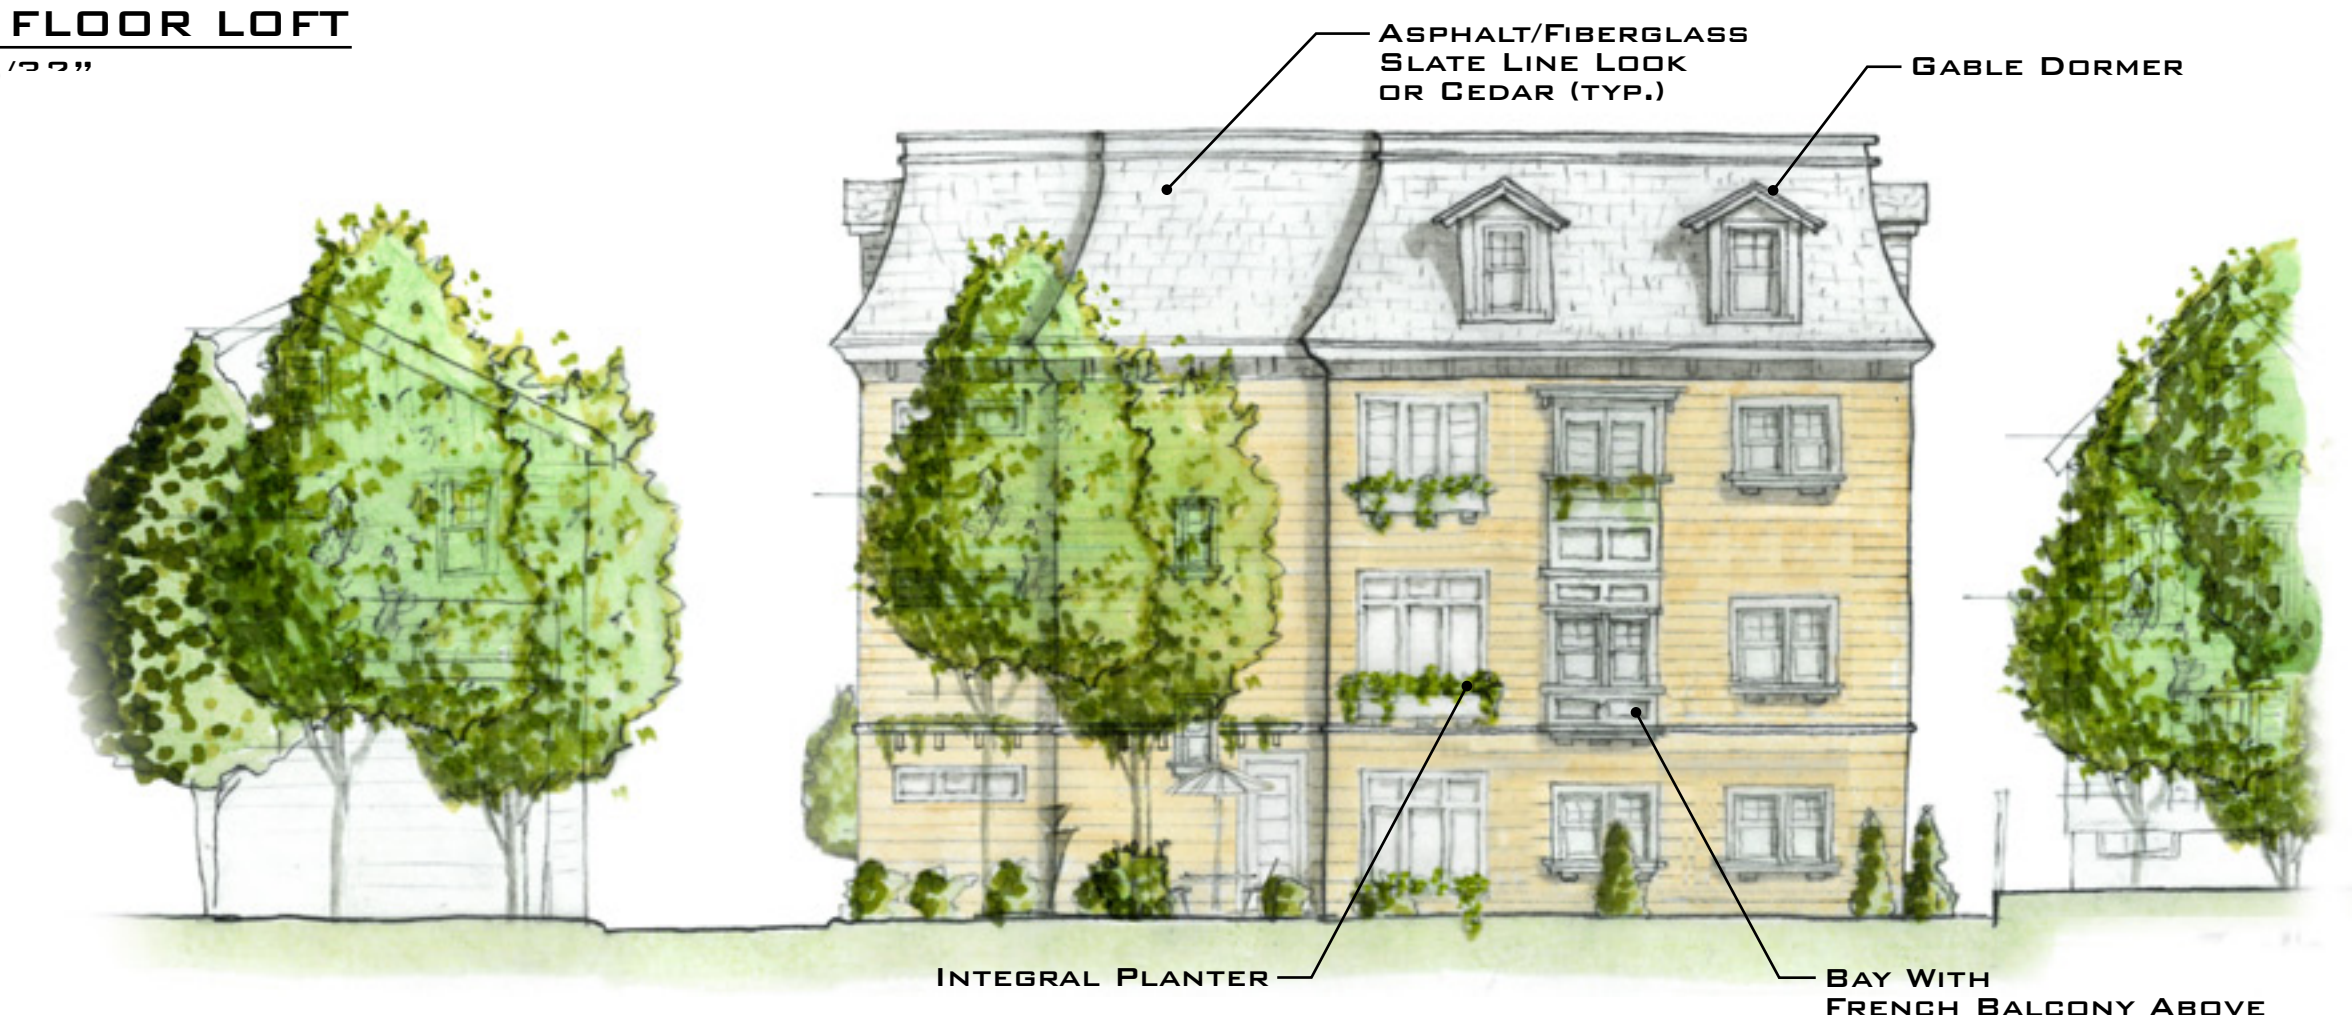 FLOOR LOFT
ASPHALT/FIBERGLASS
SLATE LINE LOOK
OR CEDAR (TYP.)
GABLE DORMER
INTEGRAL PLANTER
BAY WITH
FRENCH BALCONY ABOVE